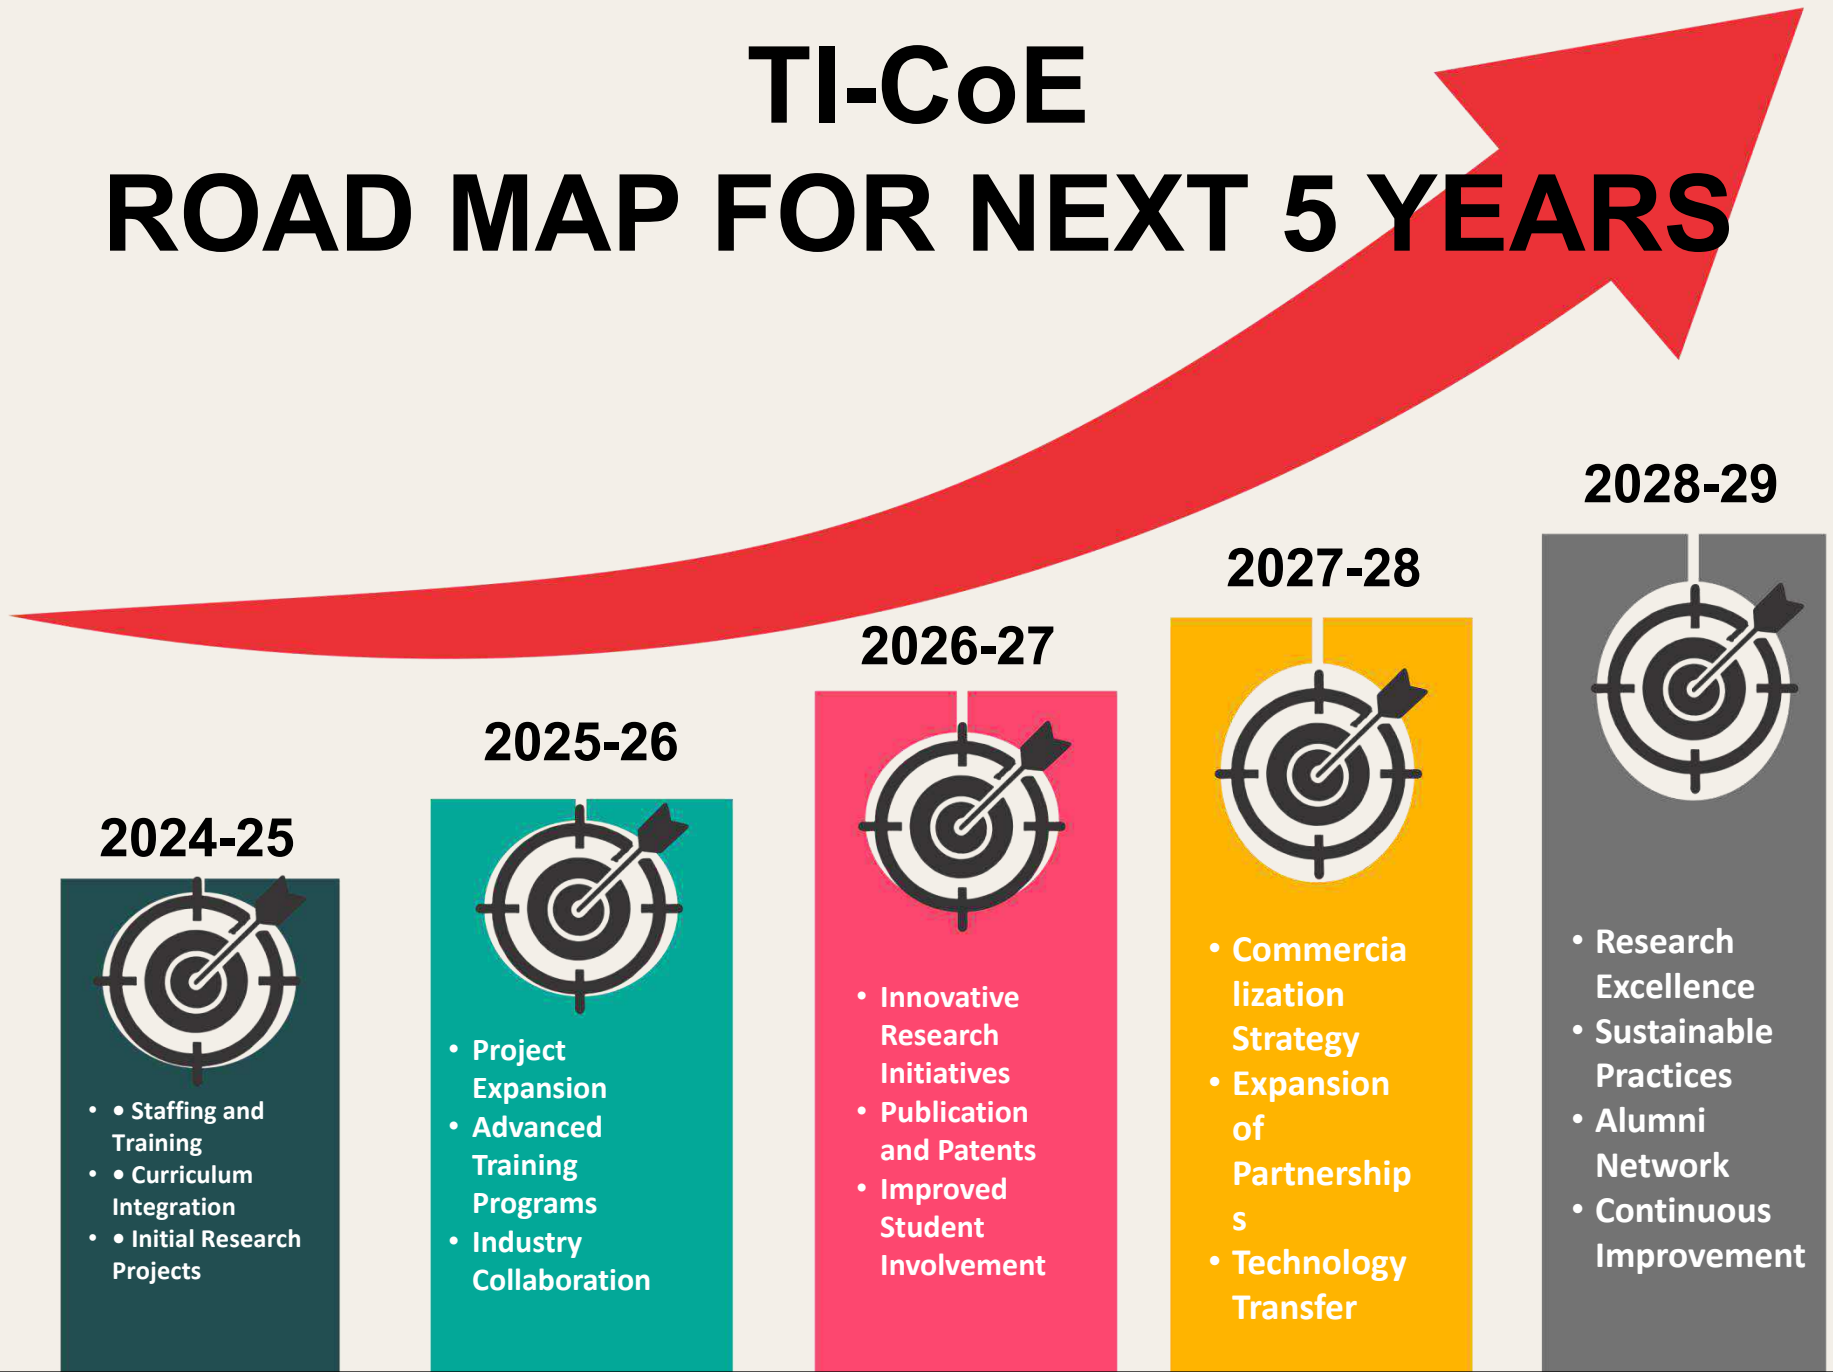 TI-CoE
ROAD MAP FOR NEXT 5 YEARS
2024-25
• • Staffing and
Training
• • Curriculum
Integration
• • Initial Research
Projects
2025-26
• Project
Expansion
• Advanced
Training
Programs
• Industry
Collaboration
2026-27
• Innovative
Research
Initiatives
• Publication
and Patents
• Improved
Student
Involvement
2027-28
• Commercia
lization
Strategy
• Expansion
of
Partnership
s
• Technology
Transfer
2028-29
• Research
Excellence
• Sustainable
Practices
• Alumni
Network
• Continuous
Improvement